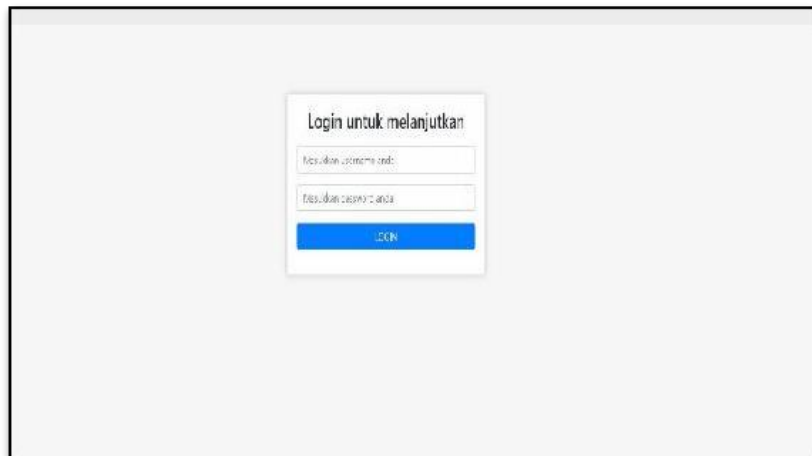 Login untuk melanjutkan
Masukkan username anda
Masukkan password anda
LOGIN